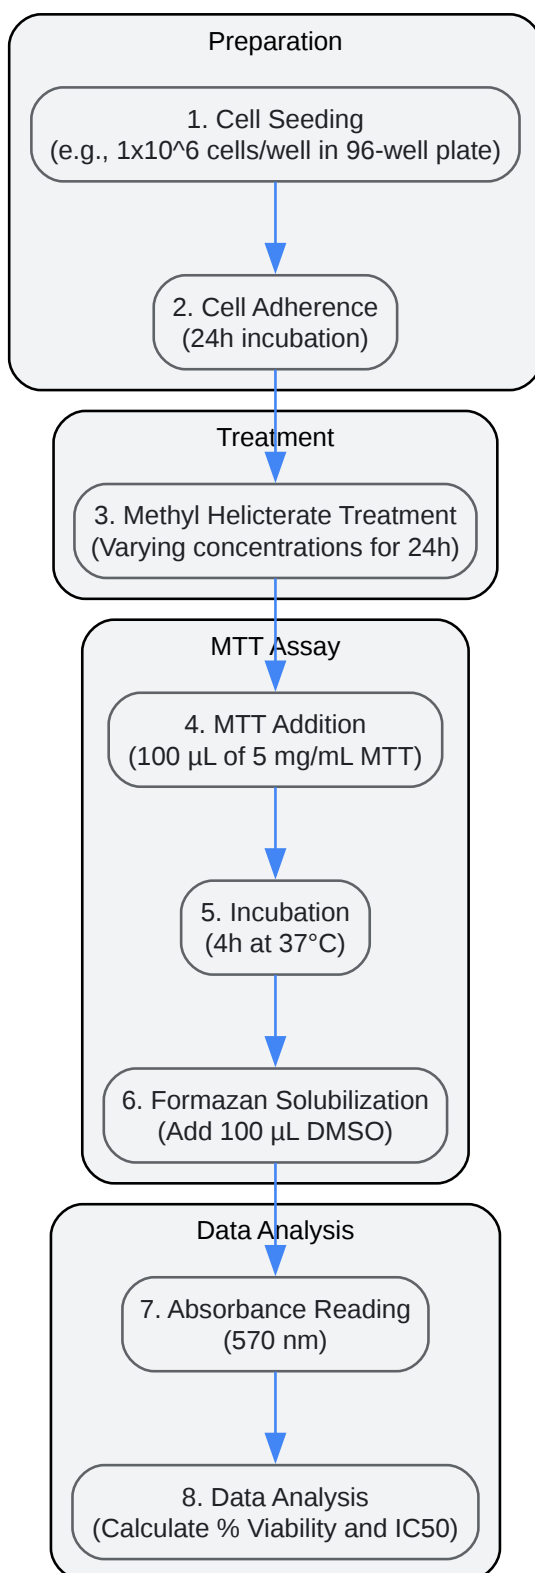 Preparation
1. Cell Seeding
(e.g., 1x10^6 cells/well in 96-well plate)
2. Cell Adherence
(24h incubation)
Treatment
3. Methyl Helicterate Treatment
(Varying concentrations for 24h)
MTT Assay
4. MTT Addition
(100 µL of 5 mg/mL MTT)
5. Incubation
(4h at 37°C)
6. Formazan Solubilization
(Add 100 µL DMSO)
Data Analysis
7. Absorbance Reading
(570 nm)
8. Data Analysis
(Calculate % Viability and IC50)